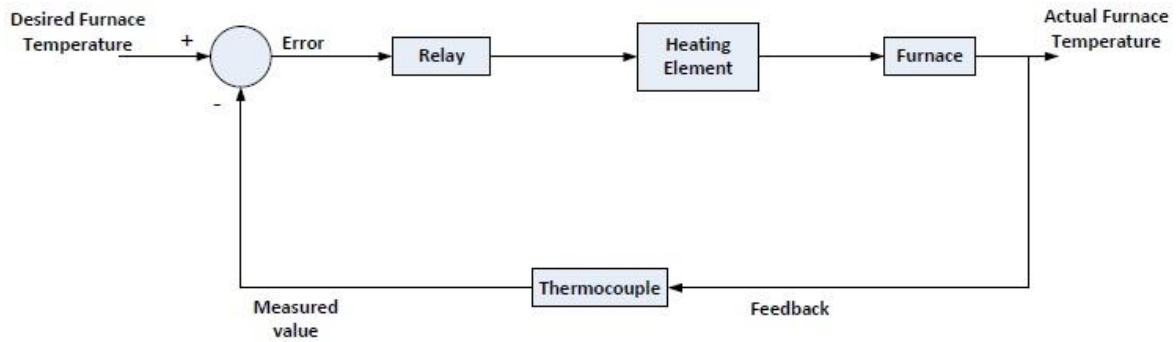 Desired Furnace
Temperature
+
-
Error
Relay
Heating
Element
Furnace
Actual Furnace
Temperature
Thermocouple
Measured
value
Feedback